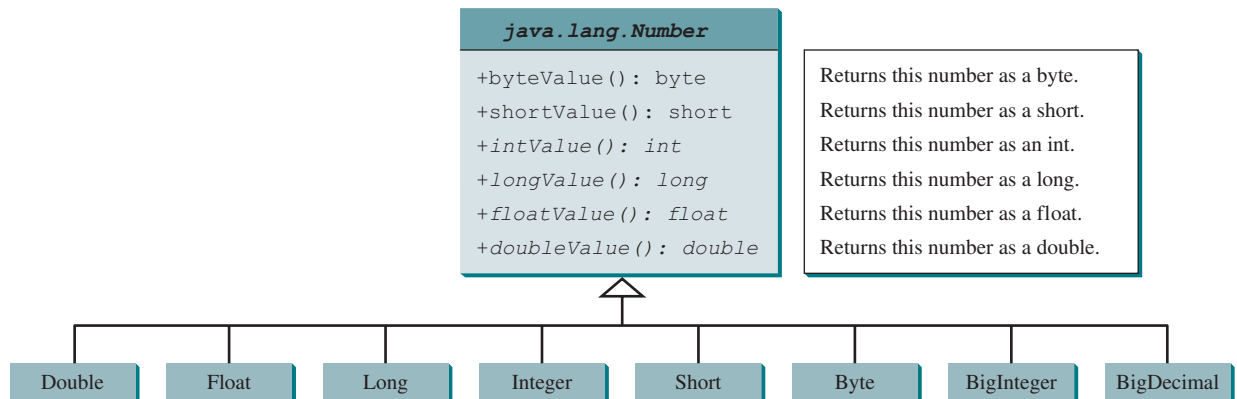 java.lang.Number
+byteValue(): byte
+shortValue(): short
+intValue(): int
+longValue(): long
+floatValue(): float
+doubleValue(): double
Returns this number as a byte.
Returns this number as a short.
Returns this number as an int.
Returns this number as a long.
Returns this number as a float.
Returns this number as a double.
Double
Float
Long
Integer
Short
Byte
BigInteger
BigDecimal